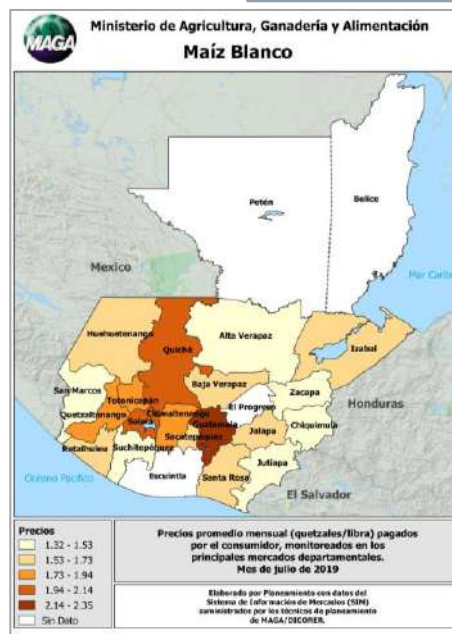 MAGA
Ministerio de Agricultura, Ganadería y Alimentación
Maíz Blanco
Petén
Belice
Mexico
Mar Caribe
Huehuetenango
Quiché
Alta Verapaz
Izabal
San Marcos
Totonicapán
Baja Verapaz
Zacapa
Quetzaltenango
Sololá
Chimaltenango
Guatemala
El Progreso
Honduras
Chiquimula
Retalhuleu
Suchitepéquez
Sacatepéquez
Jalapa
Océano Pacífico
Escuintla
Santa Rosa
Jutiapa
El Salvador
Precios
1.32 - 1.53
1.53 - 1.73
1.73 - 1.94
1.94 - 2.14
2.14 - 2.35
Sin Dato
Precios promedio mensual (quetzales/libra) pagados
por el consumidor, monitoreados en los
principales mercados departamentales.
Mes de julio de 2019
Elaborado por Planeamiento con datos del
Sistema de Información de Mercados (SIM)
suministrados por los técnicos de planeamiento
de MAGA/DICORER.